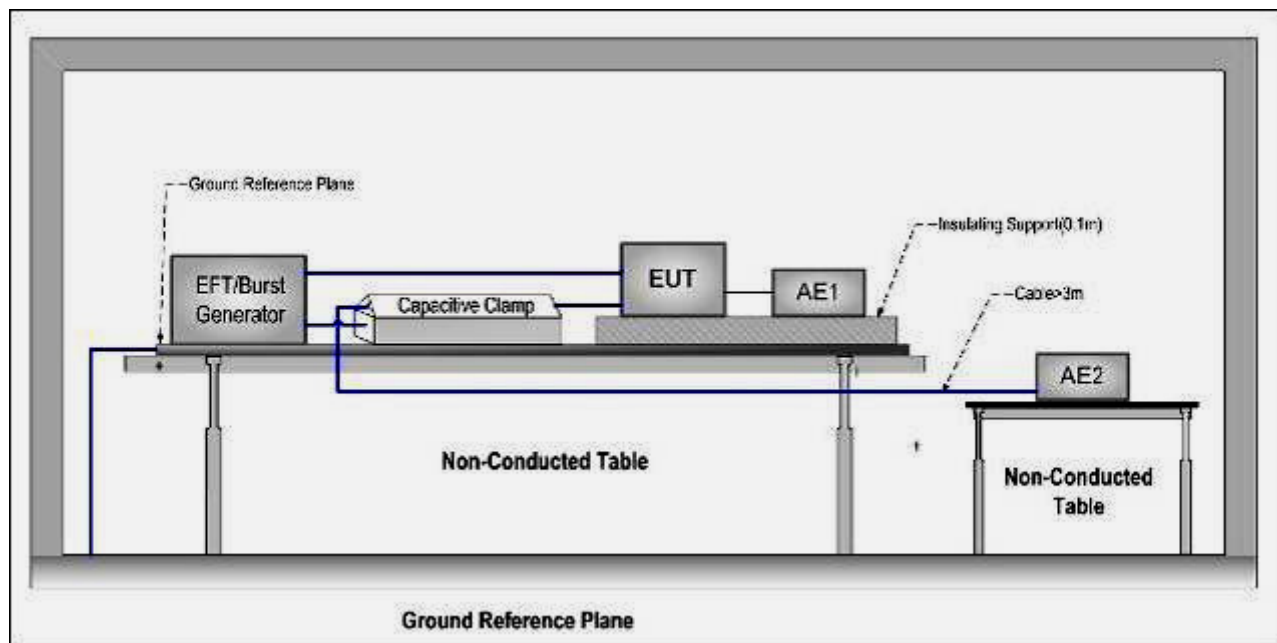 Ground Reference Plane
Insulating Support(0.1m)
EFT/Burst
Generator
Capacitive Clamp
EUT
AE1
Cable>3m
AE2
Non-Conducted Table
Non-Conducted
Table
Ground Reference Plane